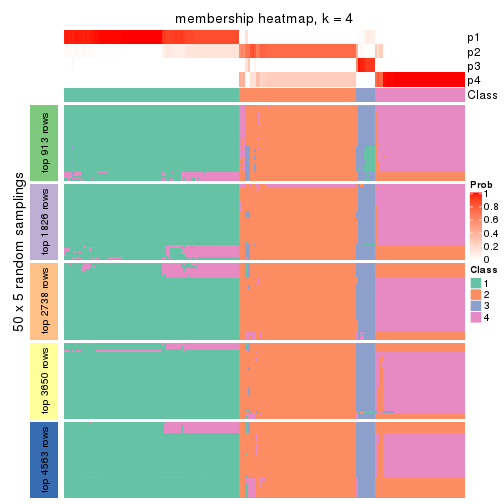 membership heatmap, k = 4
p1
p2
p3
p4
Class
50 x 5 random samplings
top 913 rows
top 1826 rows
top 2738 rows
top 3650 rows
top 4563 rows
Prob
1
0.8
0.6
0.4
0.2
0
Class
1
2
3
4